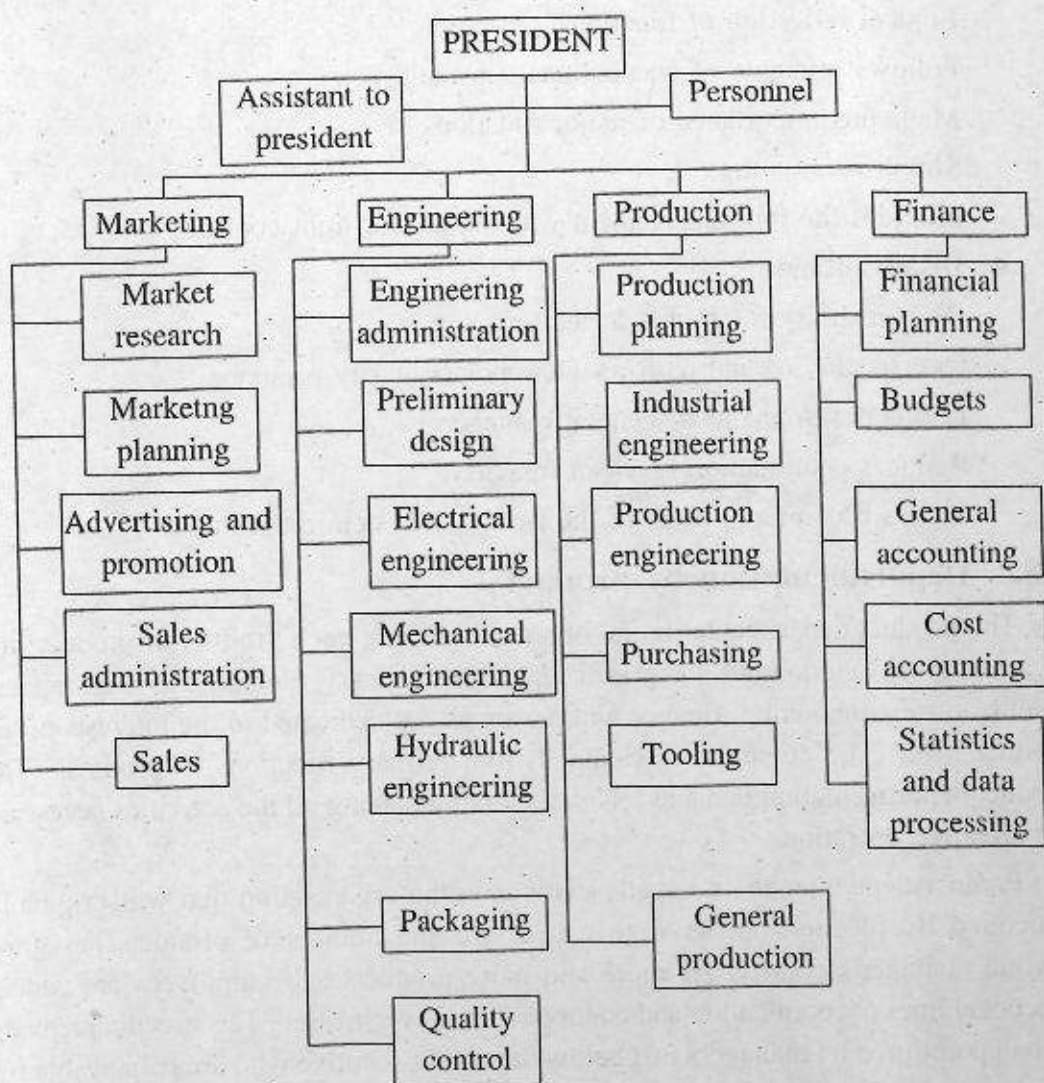 PRESIDENT
Assistant to
president
Personnel
Marketing
Engineering
Production
Finance
Market
research
Engineering
administration
Production
planning
Financial
planning
Marketng
planning
Preliminary
design
Industrial
engineering
Budgets
Advertising and
promotion
Electrical
engineering
Production
engineering
General
accounting
Sales
administration
Mechanical
engineering
Purchasing
Cost
accounting
Sales
Hydraulic
engineering
Tooling
Statistics
and data
processing
Packaging
General
production
Quality
control